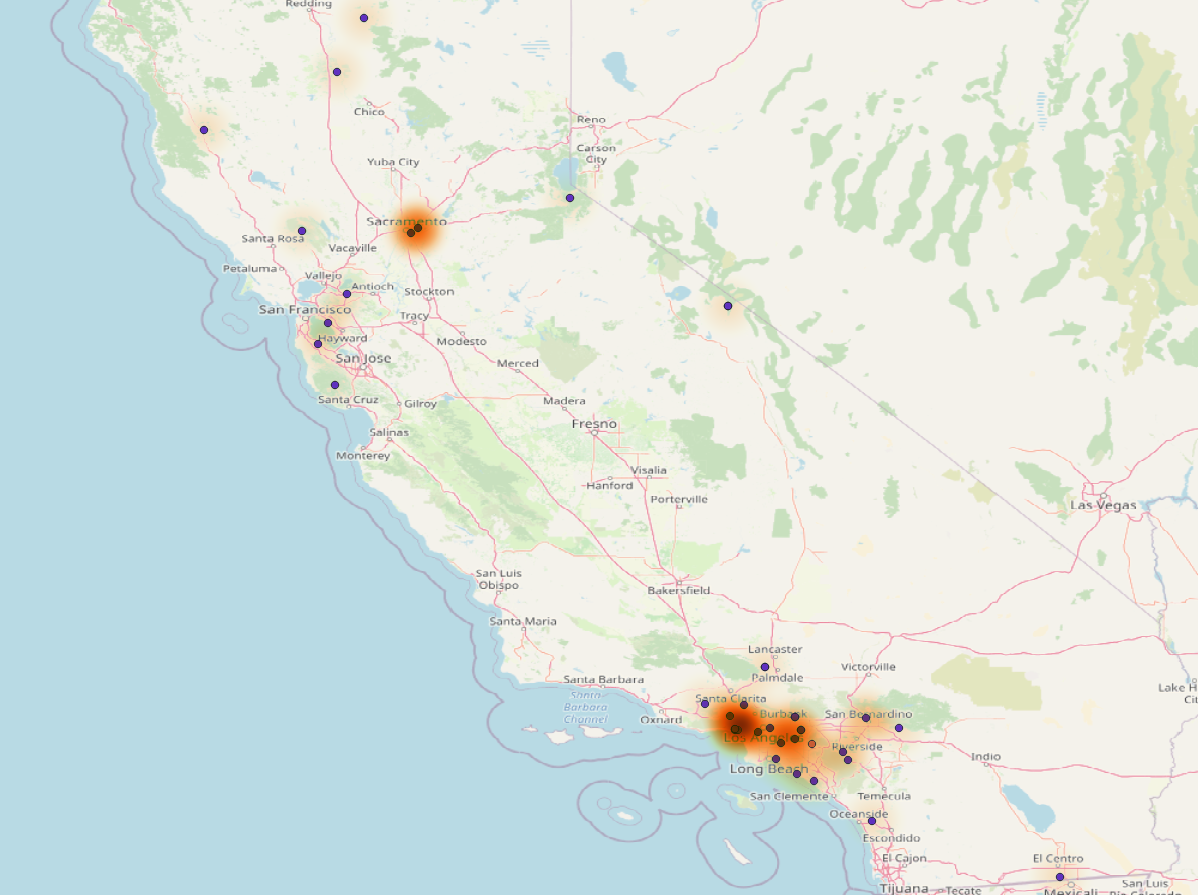 Redding
Chico
Reno
Carson
City
Yuba City
Sacramento
Santa Rosa
Vacaville
Petaluma
Vallejo
Antioch
Stockton
San Francisco
Tracy
Hayward
Modesto
San Jose
Merced
Santa Cruz
Gilroy
Madera
Fresno
Salinas
Monterey
Visalia
Hanford
Porterville
Las Vegas
San Luis
Obispo
Bakersfield
Santa Maria
Lancaster
Victorville
Palmdale
Santa Barbara
Santa
Barbara
Channel
Lake H
Cit
Santa Clarita
Oxnard
Burbank
San Bernardino
Los Angeles
Riverside
Indio
Long Beach
San Clemente
Temecula
Oceanside
Escondido
El Cajon
El Centro
Tijuana
Tecate
Mexicali
San Luis
Río Colorado